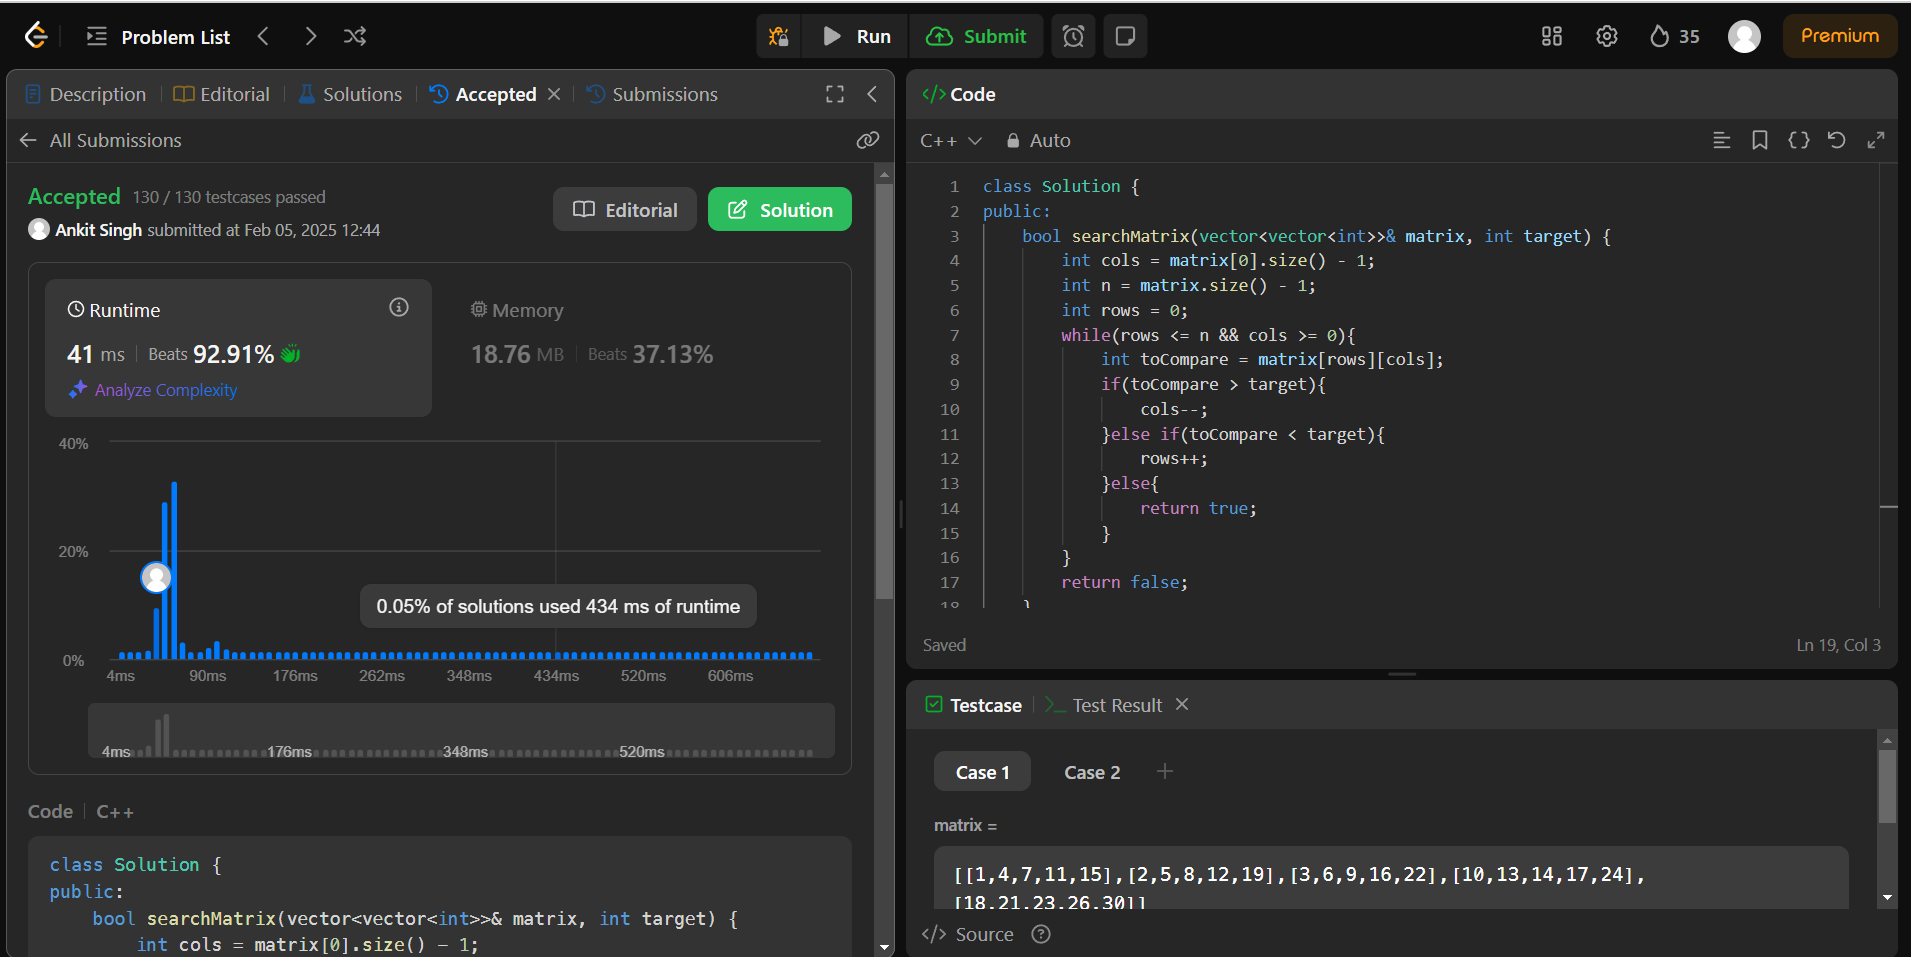 Problem List
Run
Submit
35
Premium
Description
Editorial
Solutions
Accepted
Submissions
All Submissions
Accepted 130 / 130 testcases passed
Ankit Singh submitted at Feb 05, 2025 12:44
Editorial
Solution
Runtime
41 ms Beats 92.91%
Analyze Complexity
Memory
18.76 MB Beats 37.13%
40%
20%
0%
0.05% of solutions used 434 ms of runtime
4ms 90ms 176ms 262ms 348ms 434ms 520ms 606ms
4ms 176ms 348ms 520ms
Code C++
class Solution {
public:
bool searchMatrix(vector<vector<int>>& matrix, int target) {
int cols = matrix[0].size() - 1;
Code
C++ Auto
1 class Solution {
2 public:
3 bool searchMatrix(vector<vector<int>>& matrix, int target) {
4 int cols = matrix[0].size() - 1;
5 int n = matrix.size() - 1;
6 int rows = 0;
7 while(rows <= n && cols >= 0){
8 int toCompare = matrix[rows][cols];
9 if(toCompare > target){
10 cols--;
11 }else if(toCompare < target){
12 rows++;
13 }else{
14 return true;
15 }
16 }
17 return false;
18 }
Saved
Ln 19, Col 3
Testcase
Test Result
Case 1
Case 2
matrix =
[[1,4,7,11,15],[2,5,8,12,19],[3,6,9,16,22],[10,13,14,17,24],
[18,21,23,26,30]]
Source